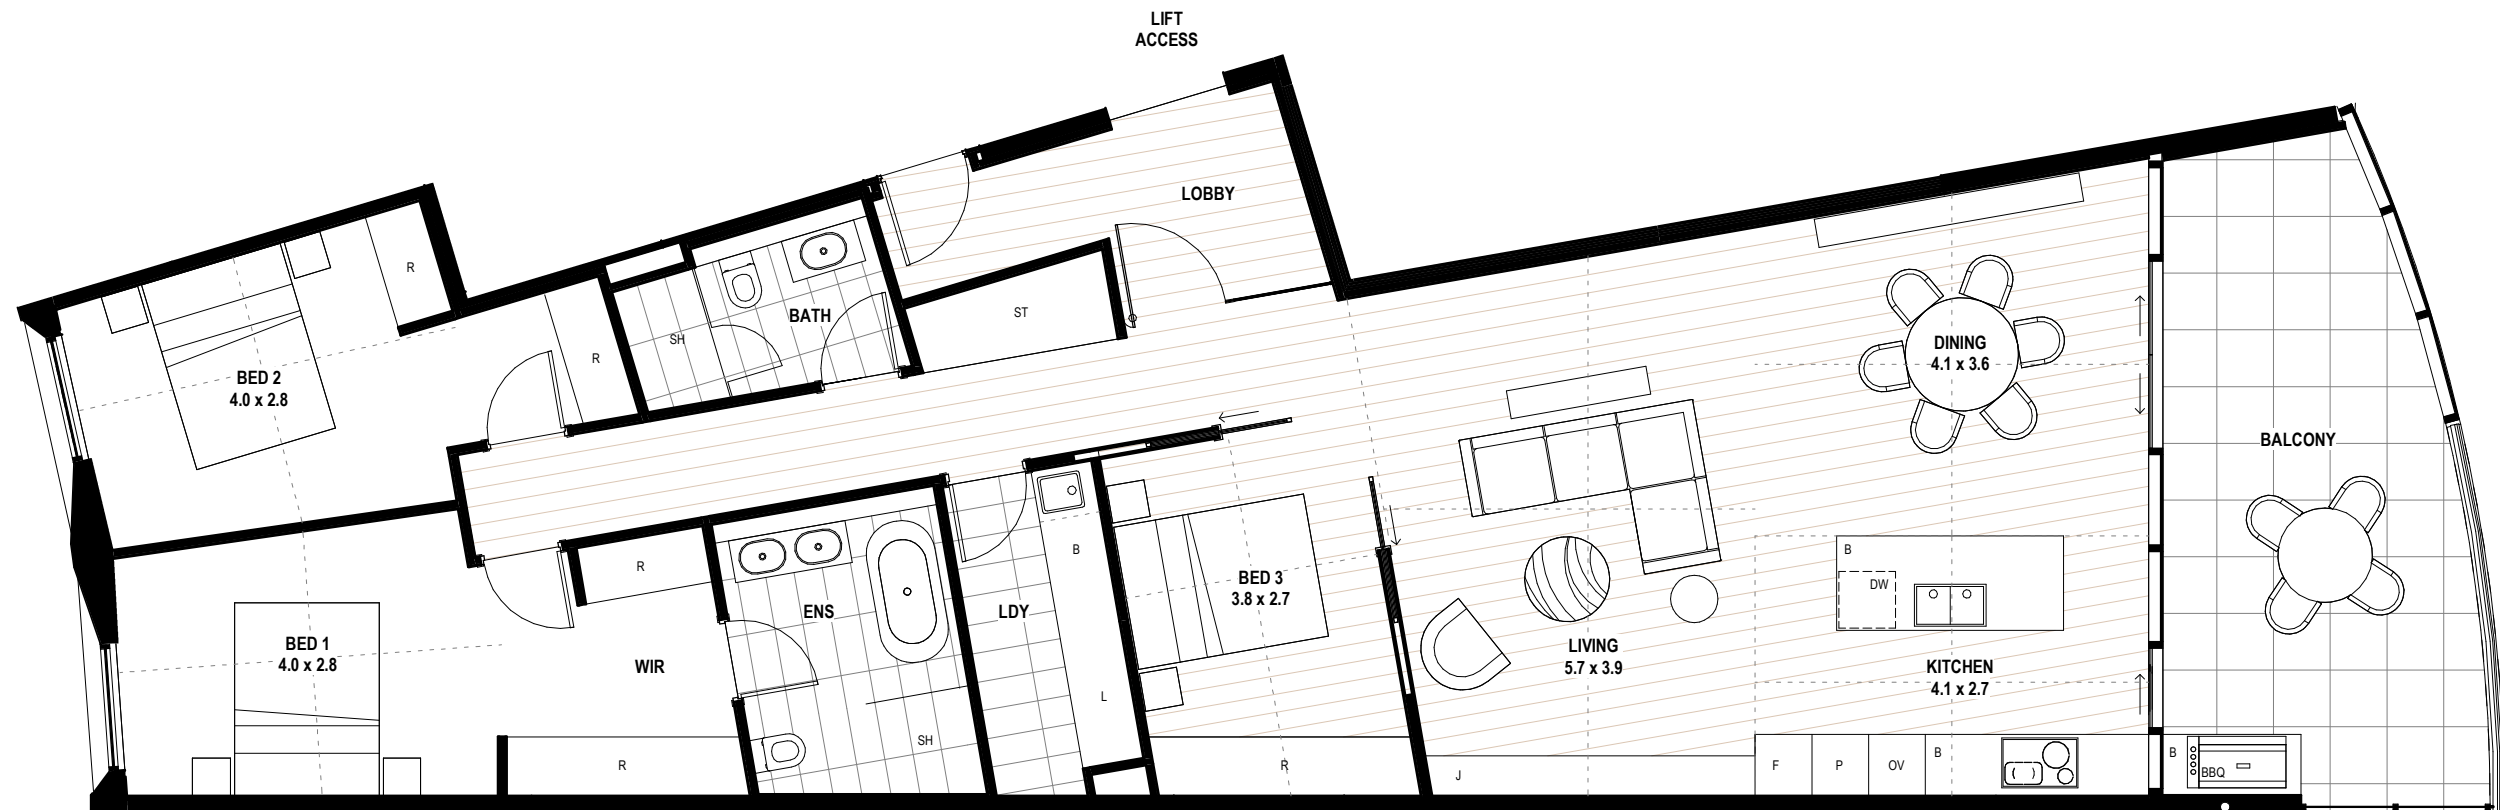 LIFT
ACCESS
LOBBY
R
BED 2
4.0 x 2.8
R
SH
BATH
ST
DINING
4.1 x 3.6
BALCONY
BED 1
4.0 x 2.8
R
WIR
ENS
LDY
B
BED 3
3.8 x 2.7
L
SH
R
R
LIVING
5.7 x 3.9
B
DW
KITCHEN
4.1 x 2.7
J
F
P
OV
B
B
BBQ